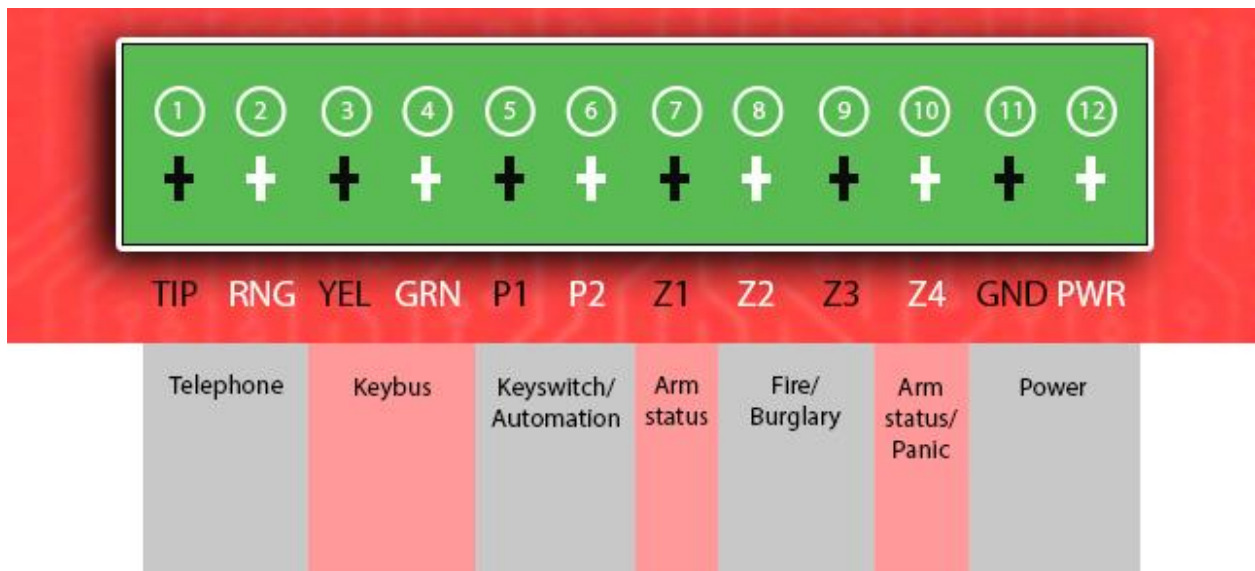 1 2 3 4 5 6 7 8 9 10 11 12
TIP RNG YEL GRN P1 P2 Z1 Z2 Z3 Z4 GND PWR
Telephone
Keybus
Keyswitch/
Automation
Arm
status
Fire/
Burglary
Arm
status/
Panic
Power